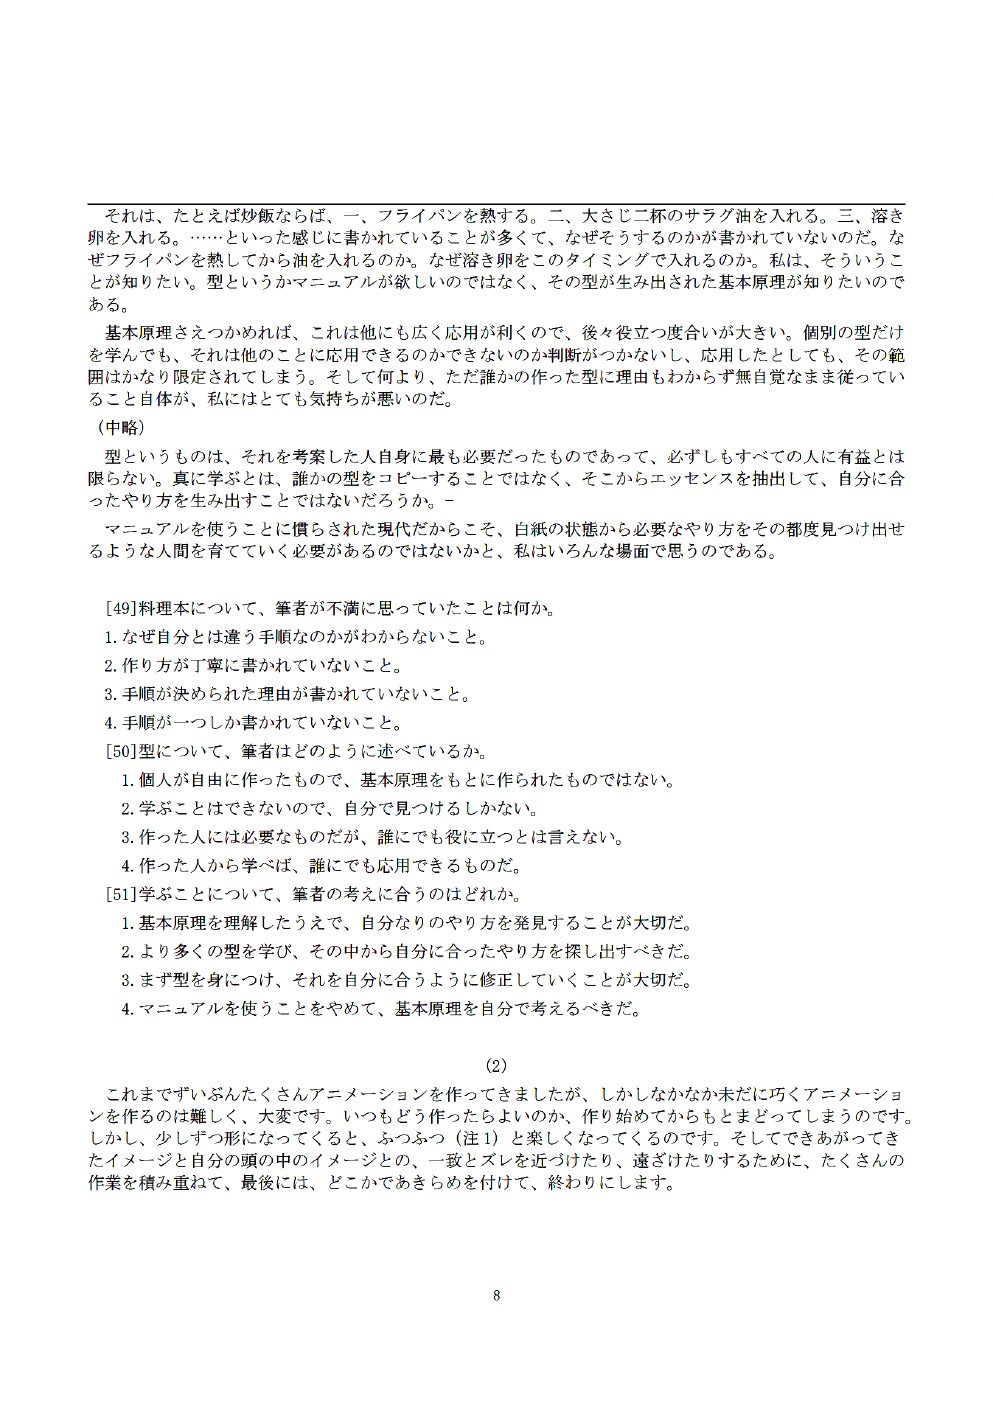 それは、たとえば炒飯ならば、一、フライパンを熱する。二、大さじ二杯のサラグ油を入れる。三、溶き
卵を入れる。……といった感じに書かれていることが多くて、なぜそうするのかが書かれていないのだ。な
ぜフライパンを熱してから油を入れるのか。なぜ溶き卵をこのタイミングで入れるのか。私は、そういうこ
とが知りたい。型というかマニュアルが欲しいのではなく、その型が生み出された基本原理が知りたいので
ある。
基本原理さえつかめれば、これは他にも広く応用が利くので、後々役立つ度合いが大きい。個別の型だけ
を学んでも、それは他のことに応用できるのかできないのか判断がつかないし、応用したとしても、その範
囲はかなり限定されてしまう。そして何より、ただ誰かの作った型に理由もわからず無自覚なまま従ってい
ること自体が、私にはとても気持ちが悪いのだ。
（中略）
型というものは、それを考案した人自身に最も必要だったものであって、必ずしもすべての人に有益とは
限らない。真に学ぶとは、誰かの型をコピーすることではなく、そこからエッセンスを抽出して、自分に合
ったやり方を生み出すことではないだろうか。-
マニュアルを使うことに慣らされた現代だからこそ、白紙の状態から必要なやり方をその都度見つけ出せ
るような人間を育てていく必要があるのではないかと、私はいろんな場面で思うのである。
[49]料理本について、筆者が不満に思っていたことは何か。
1.なぜ自分とは違う手順なのかがわからないこと。
2.作り方が丁寧に書かれていないこと。
3.手順が決められた理由が書かれていないこと。
4.手順が一つしか書かれていないこと。
[50]型について、筆者はどのように述べているか。
1.個人が自由に作ったもので、基本原理をもとに作られたものではない。
2.学ぶことはできないので、自分で見つけるしかない。
3.作った人には必要なものだが、誰にでも役に立つとは言えない。
4.作った人から学べば、誰にでも応用できるものだ。
[51]学ぶことについて、筆者の考えに合うのはどれか。
1.基本原理を理解したうえで、自分なりのやり方を発見することが大切だ。
2.より多くの型を学び、その中から自分に合ったやり方を探し出すべきだ。
3.まず型を身につけ、それを自分に合うように修正していくことが大切だ。
4.マニュアルを使うことをやめて、基本原理を自分で考えるべきだ。
（2）
これまでずいぶんたくさんアニメーションを作ってきましたが、しかしなかなか未だに巧くアニメーショ
ンを作るのは難しく、大変です。いつもどう作ったらよいのか、作り始めてからもとまどってしまうのです。
しかし、少しずつ形になってくると、ふつふつ（注1）と楽しくなってくるのです。そしてできあがってき
たイメージと自分の頭の中のイメージとの、一致とズレを近づけたり、遠ざけたりするために、たくさんの
作業を積み重ねて、最後には、どこかであきらめを付けて、終わりにします。
8